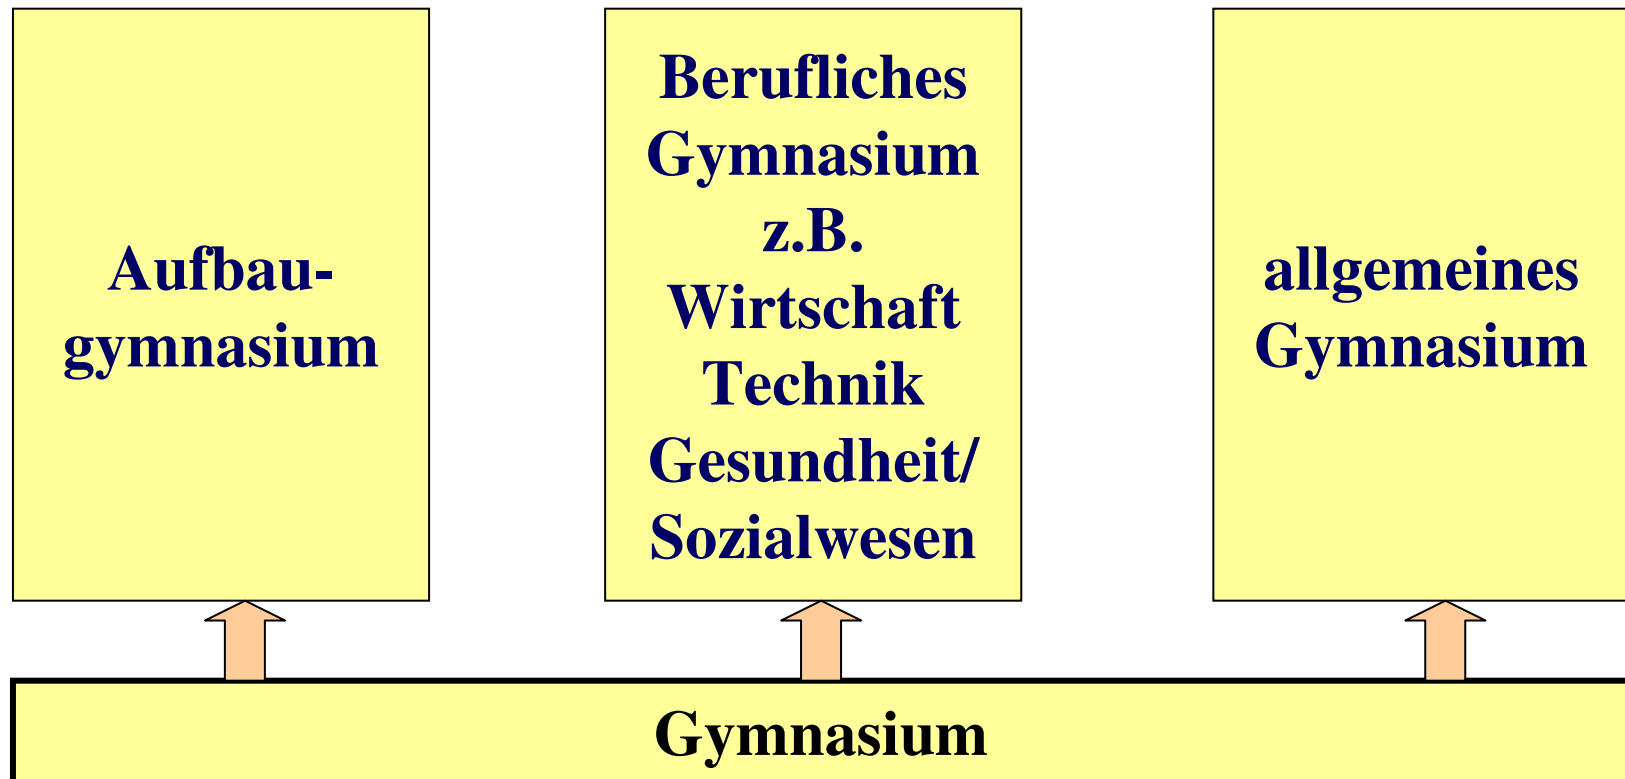 Aufbau-
gymnasium
Berufliches
Gymnasium
z.B.
Wirtschaft
Technik
Gesundheit/
Sozialwesen
allgemeines
Gymnasium
Gymnasium